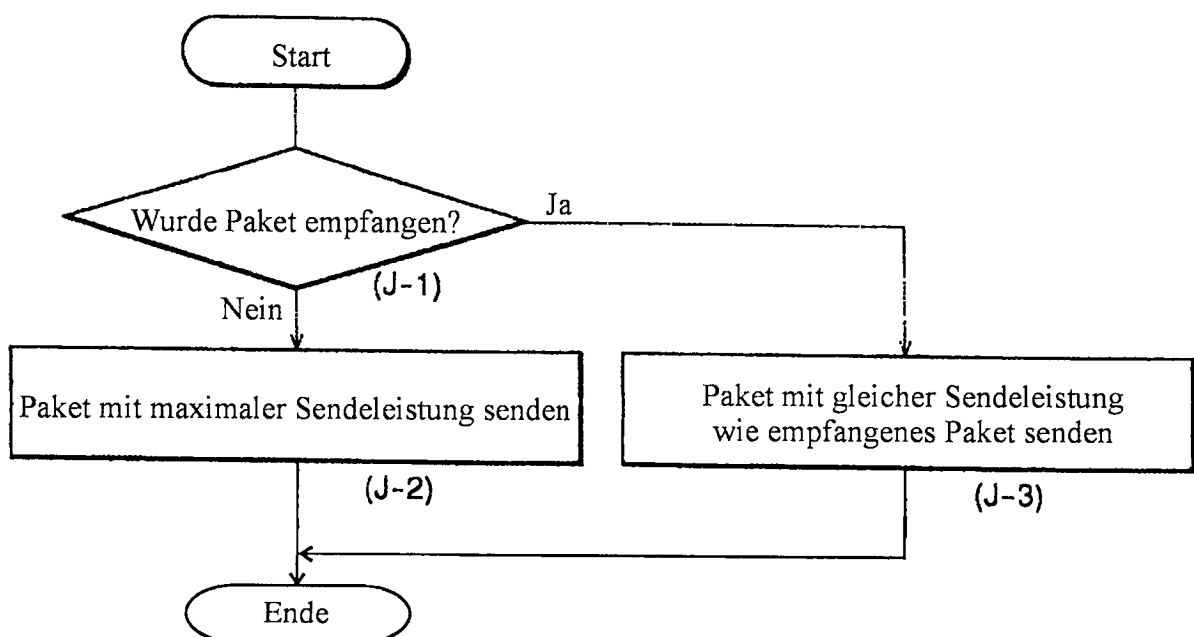 Start
Wurde Paket empfangen?
Ja
(J-1)
Nein
Paket mit maximaler Sendeleistung senden
(J-2)
Paket mit gleicher Sendeleistung
wie empfangenes Paket senden
(J-3)
Ende